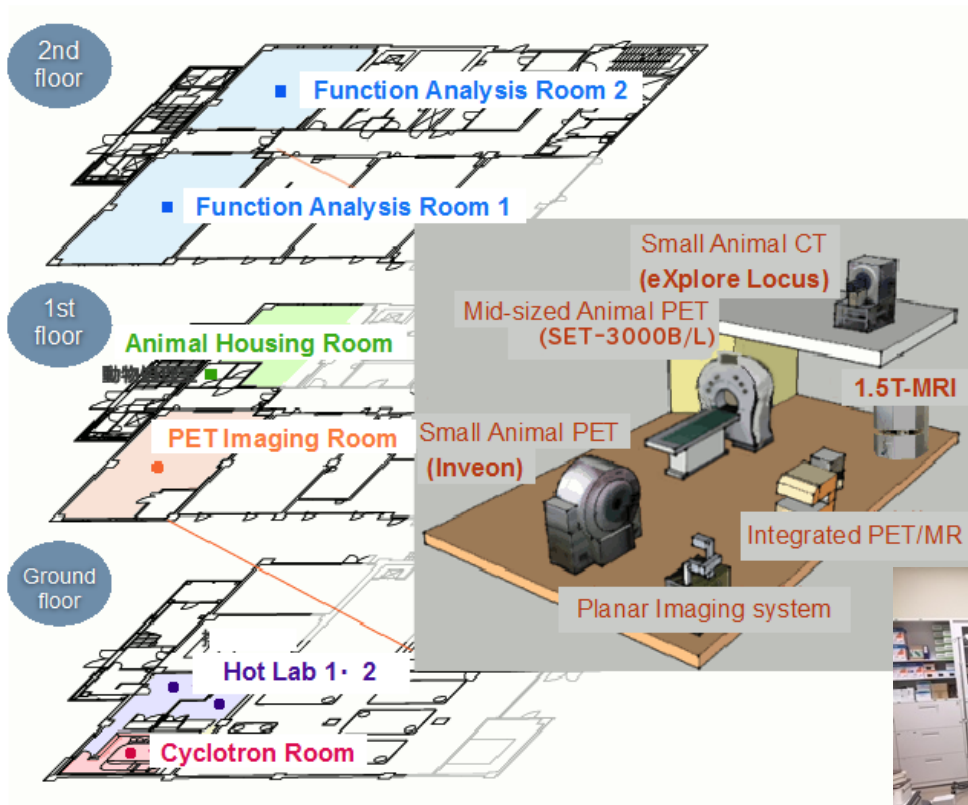 2nd
floor
Function Analysis Room 2
Function Analysis Room 1
Small Animal CT
(eXplore Locus)
Mid-sized Animal PET
(SET-3000B/L)
1.5T-MRI
Small Animal PET
(Inveon)
Integrated PET/MR
Planar Imaging system
1st
floor
Animal Housing Room
動物
PET Imaging Room
Ground
floor
Hot Lab 1・ 2
Cyclotron Room